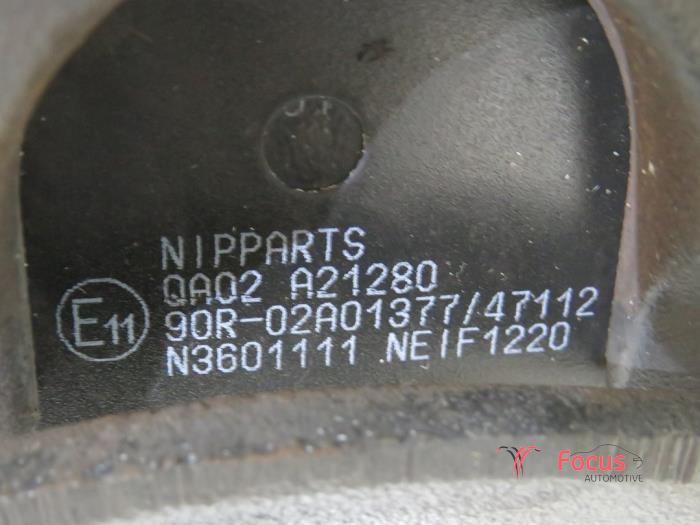 NIPPARTS
QA02 A21280
E11 90R-02A01377/47112
N3601111 NEIF1220
Focus
AUTOMOTIVE